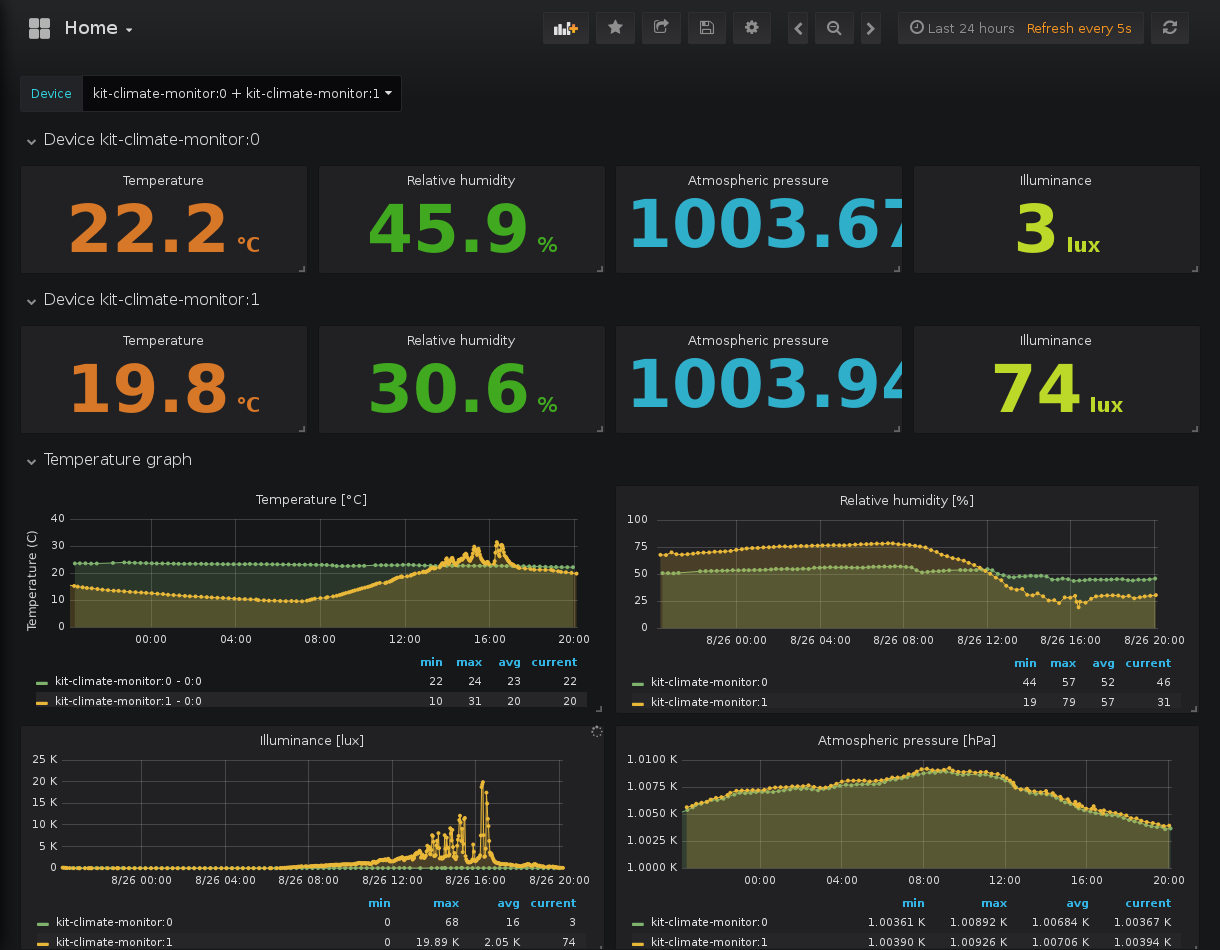 Home
Last 24 hours Refresh every 5s
Device kit-climate-monitor:0 + kit-climate-monitor:1
Device kit-climate-monitor:0
Temperature Relative humidity Atmospheric pressure Illuminance
22.2 °C 45.9 % 1003.67 3 lux
Device kit-climate-monitor:1
Temperature Relative humidity Atmospheric pressure Illuminance
19.8 °C 30.6 % 1003.94 74 lux
Temperature graph
Temperature [°C]
Temperature (C)
40
30
20
10
0
00:00 04:00 08:00 12:00 16:00 20:00
min max avg current
kit-climate-monitor:0 - 0:0 22 24 23 22
kit-climate-monitor:1 - 0:0 10 31 20 20
Relative humidity [%]
100
75
50
25
0
8/26 00:00 8/26 04:00 8/26 08:00 8/26 12:00 8/26 16:00 8/26 20:00
min max avg current
kit-climate-monitor:0 44 57 52 46
kit-climate-monitor:1 19 79 57 31
Illuminance [lux]
25 K
20 K
15 K
10 K
5 K
0
8/26 00:00 8/26 04:00 8/26 08:00 8/26 12:00 8/26 16:00 8/26 20:00
min max avg current
kit-climate-monitor:0 0 68 16 3
kit-climate-monitor:1 0 19.89 K 2.05 K 74
Atmospheric pressure [hPa]
1.0100 K
1.0075 K
1.0050 K
1.0025 K
1.0000 K
00:00 04:00 08:00 12:00 16:00 20:00
min max avg current
kit-climate-monitor:0 1.00361 K 1.00892 K 1.00684 K 1.00367 K
kit-climate-monitor:1 1.00390 K 1.00926 K 1.00706 K 1.00394 K